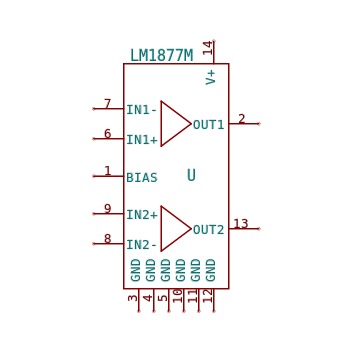 14
LM1877M
V+
7 IN1-
OUT1 2
6 IN1+
1 BIAS U
9 IN2+
OUT2 13
8 IN2-
GND GND GND GND GND GND
3 4 5 10 11 12